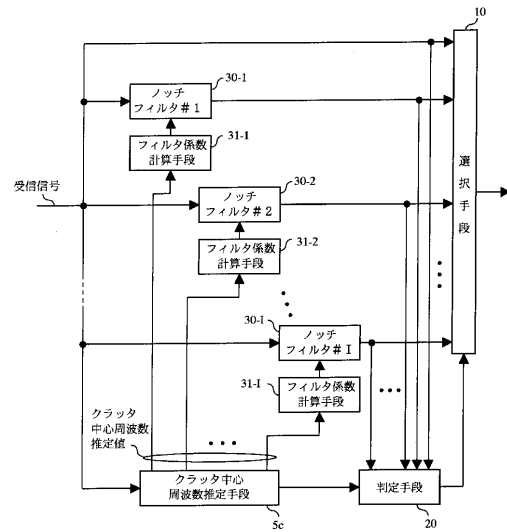 10
30-1
ノッチ
フィルタ#1
31-1
フィルタ係数
計算手段
受信信号
30-2
ノッチ
フィルタ#2
31-2
フィルタ係数
計算手段
選択手段
30-I
ノッチ
フィルタ#I
31-I
フィルタ係数
計算手段
クラッタ
中心周波数
推定値
クラッタ中心
周波数推定手段
5c
判定手段
20